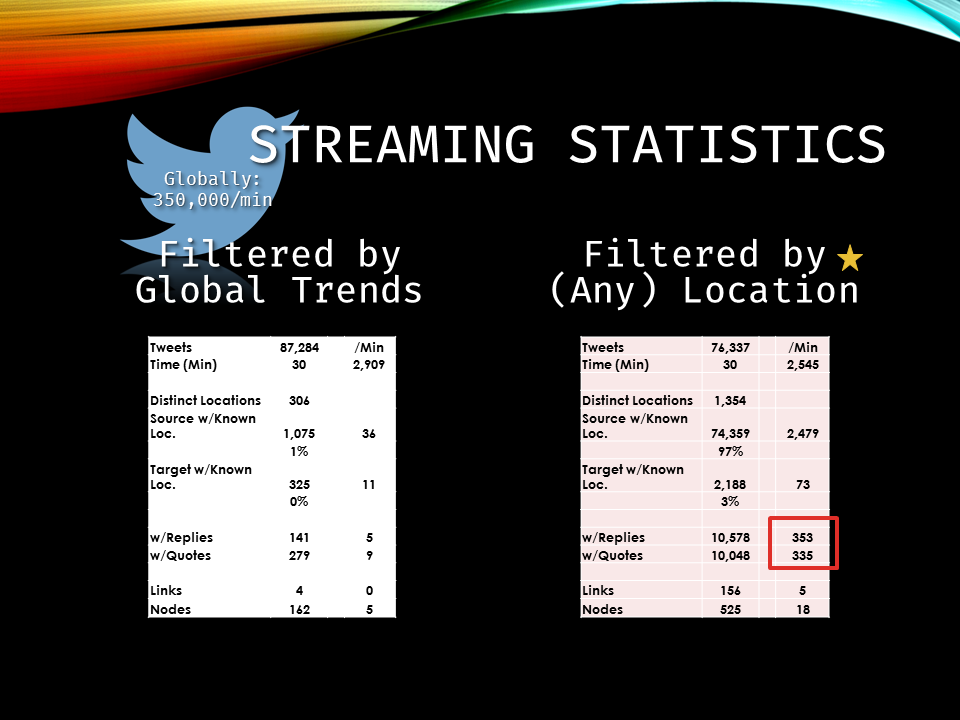 STREAMING STATISTICS
Globally:
350,000/min
Filtered by
Global Trends
Tweets 87,284 /Min
Time (Min) 30 2,909
Distinct Locations 306
Source w/Known
Loc. 1,075 36
1%
Target w/Known
Loc. 325 11
0%
w/Replies 141 5
w/Quotes 279 9
Links 4 0
Nodes 162 5
Filtered by
(Any) Location
Tweets 76,337 /Min
Time (Min) 30 2,545
Distinct Locations 1,354
Source w/Known
Loc. 74,359 2,479
97%
Target w/Known
Loc. 2,188 73
3%
w/Replies 10,578 353
w/Quotes 10,048 335
Links 156 5
Nodes 525 18